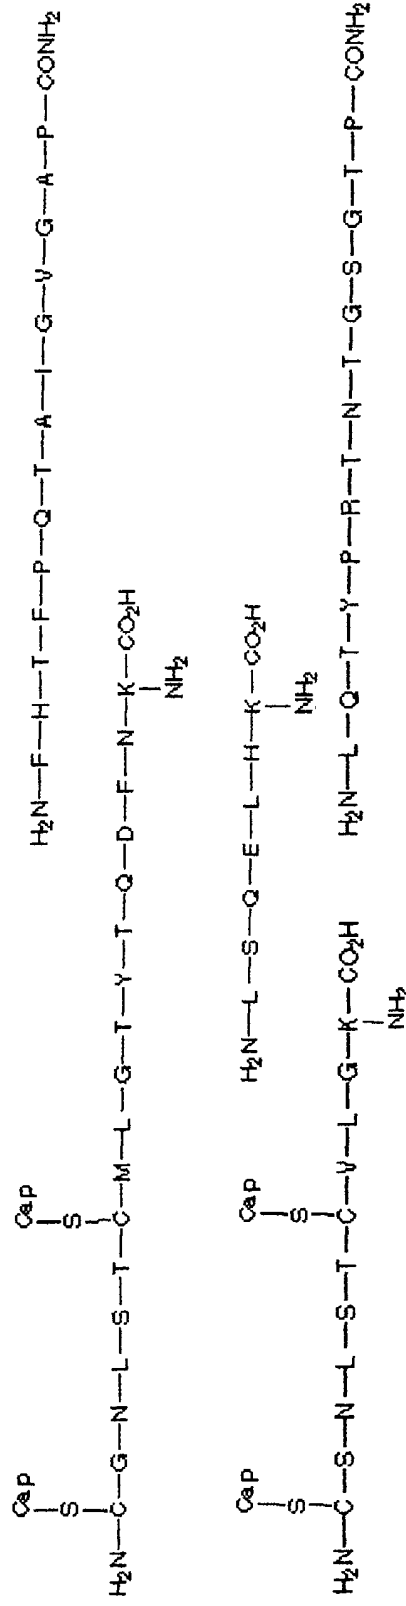 Cap Cap H₂N—F—H—T—F—P—Q—T—A—I—G—V—G—A—P—CONH₂
S S
H₂N—C—G—N—L—S—T—C—M—L—G—T—Y—T—Q—D—F—N—K—CO₂H
NH₂
Cap Cap H₂N—L—S—Q—E—L—H—K—CO₂H
S S NH₂
H₂N—C—S—N—L—S—T—C—V—L—G—K—CO₂H H₂N—L—Q—T—Y—P—R—T—N—T—G—S—G—T—P—CONH₂
NH₂